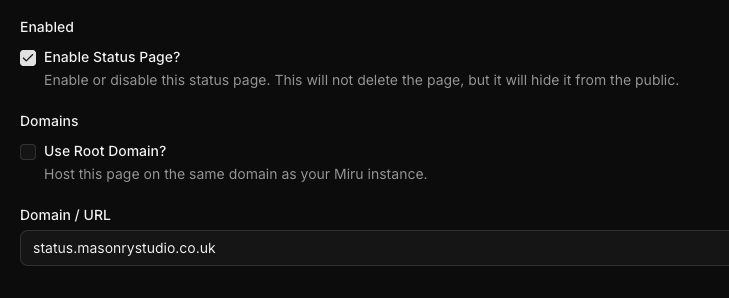 Enabled
Enable Status Page?
Enable or disable this status page. This will not delete the page, but it will hide it from the public.
Domains
Use Root Domain?
Host this page on the same domain as your Miru instance.
Domain / URL
status.masonrystudio.co.uk